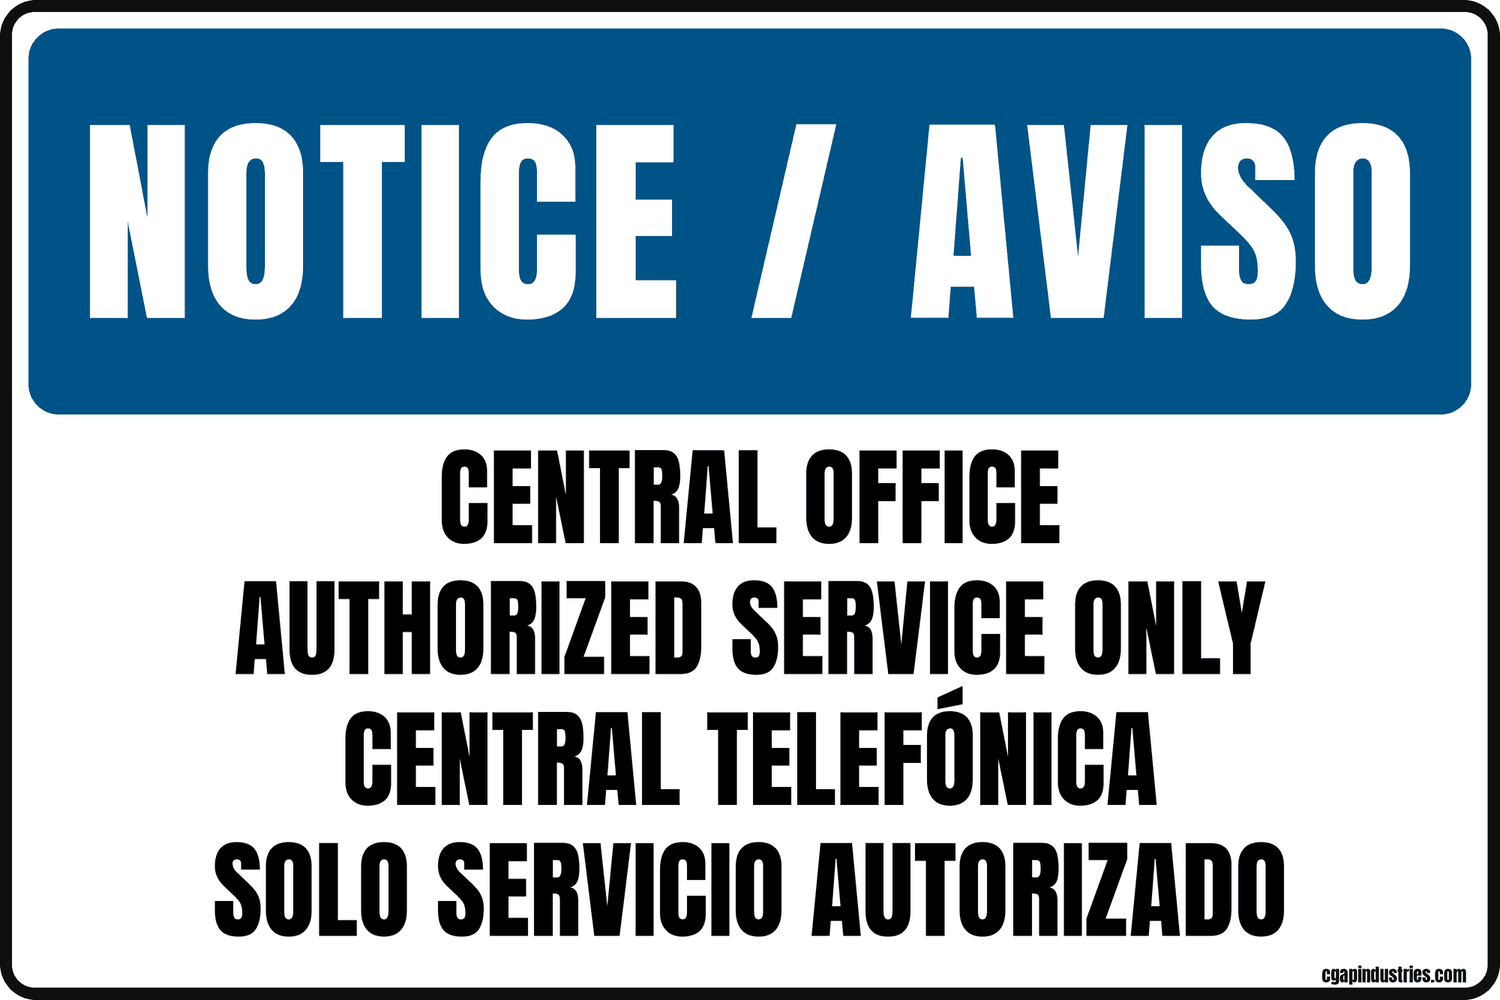 NOTICE / AVISO
CENTRAL OFFICE
AUTHORIZED SERVICE ONLY
CENTRAL TELEFÓNICA
SOLO SERVICIO AUTORIZADO
cgapindustries.com